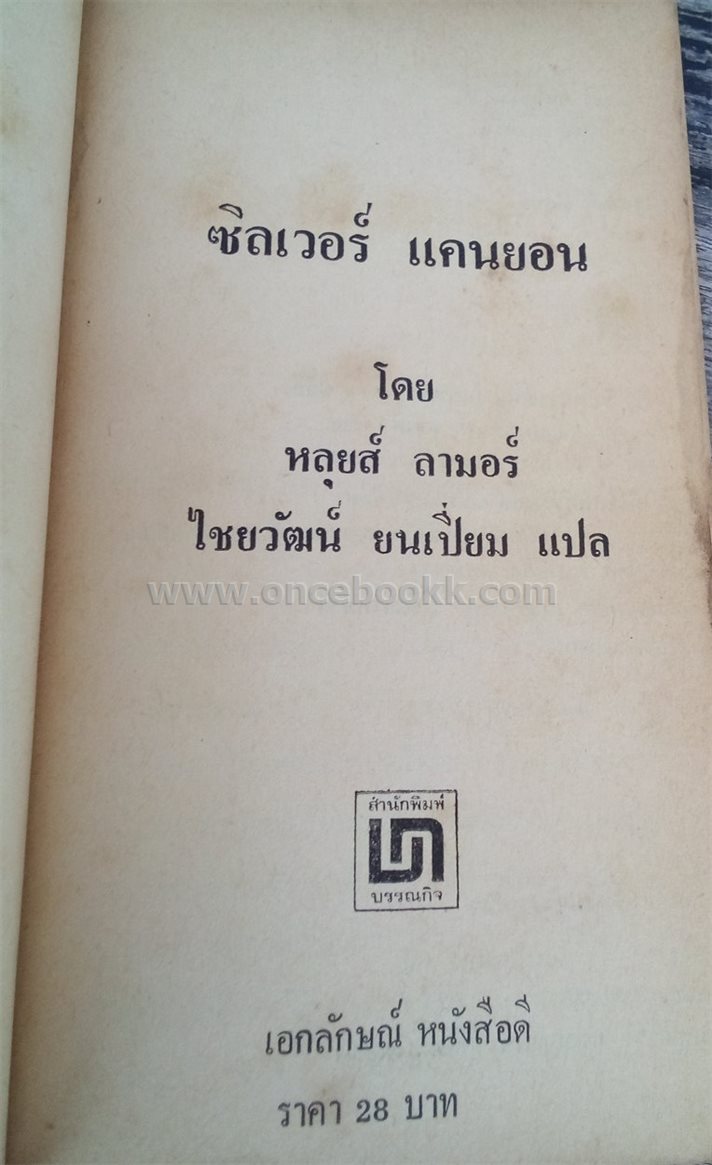 ซิลเวอร์ แคนยอน
โดย
หลุยส์ ลามอร์
ไชยวัฒน์ ยนเปี่ยม แปล
www.oncebookk.com
สำนักพิมพ์
บรรณกิจ
เอกลักษณ์ หนังสือดี
ราคา 28 บาท